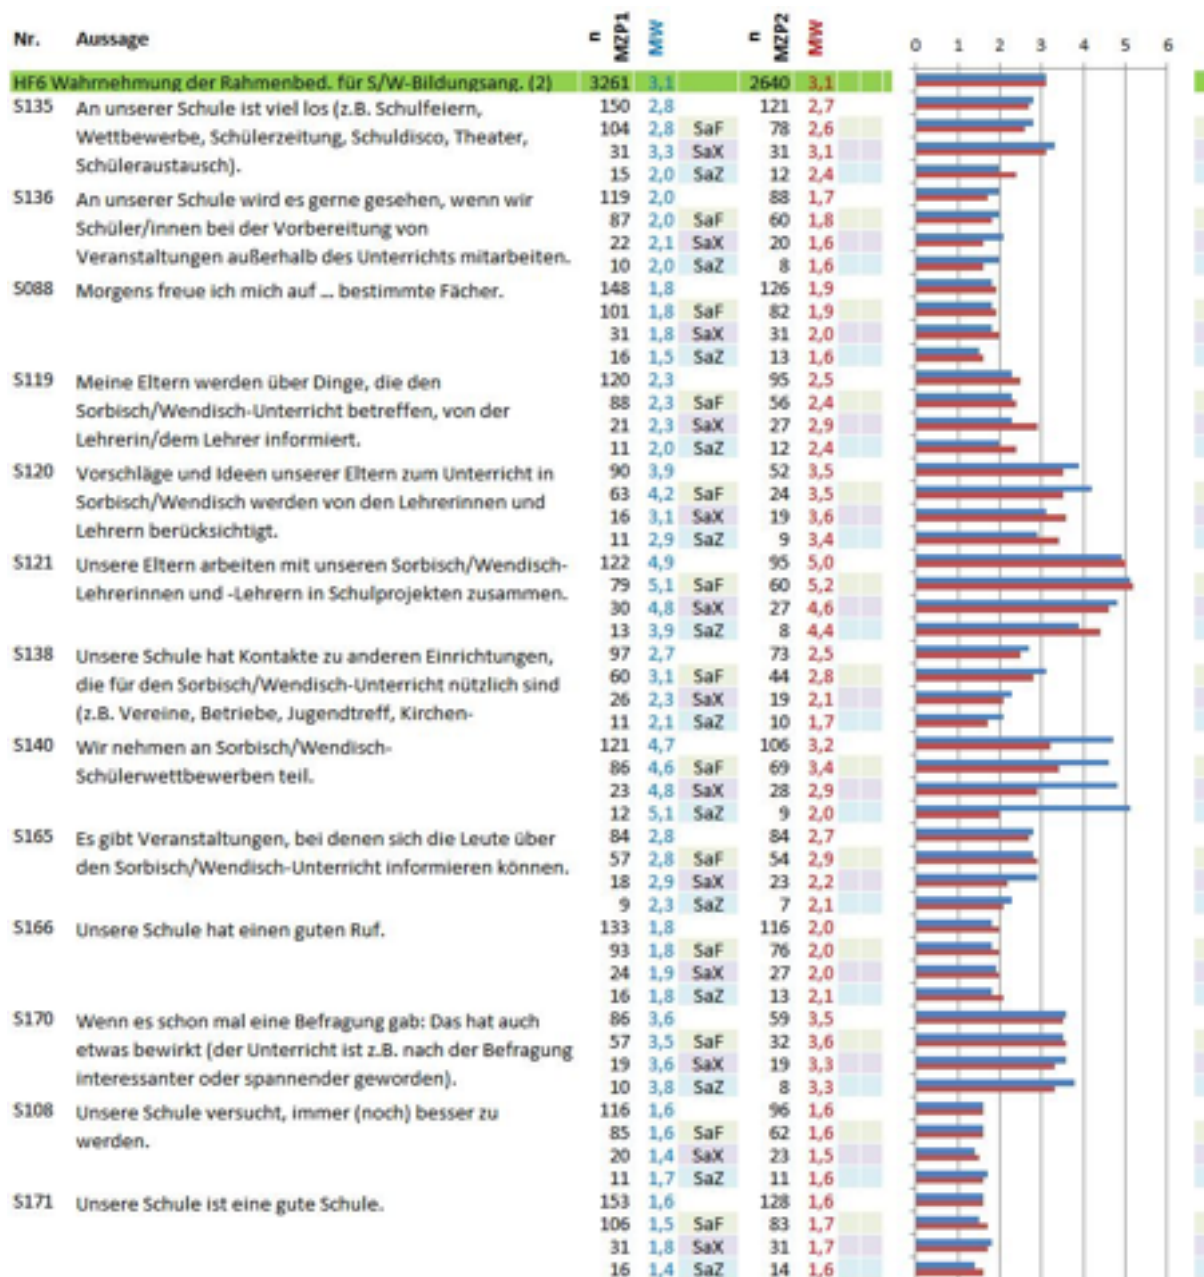 Nr. Aussage n MZP1 MW n MZP2 MW 0 1 2 3 4 5 6
HF6 Wahrnehmung der Rahmenbed. für S/W-Bildungsang. (2) 3261 3,1 2640 3,1
S135 An unserer Schule ist viel los (z.B. Schulfeiern, 150 2,8 121 2,7
Wettbewerbe, Schülerzeitung, Schuldisco, Theater, 104 2,8 SaF 78 2,6
Schüleraustausch). 31 3,3 SaX 31 3,1
15 2,0 SaZ 12 2,4
S136 An unserer Schule wird es gerne gesehen, wenn wir 119 2,0 88 1,7
Schüler/innen bei der Vorbereitung von 87 2,0 SaF 60 1,8
Veranstaltungen außerhalb des Unterrichts mitarbeiten. 22 2,1 SaX 20 1,6
10 2,0 SaZ 8 1,6
S088 Morgens freue ich mich auf ... bestimmte Fächer. 148 1,8 126 1,9
101 1,8 SaF 82 1,9
31 1,8 SaX 31 2,0
16 1,5 SaZ 13 1,6
S119 Meine Eltern werden über Dinge, die den 120 2,3 95 2,5
Sorbisch/Wendisch-Unterricht betreffen, von der 88 2,3 SaF 56 2,4
Lehrerin/dem Lehrer informiert. 21 2,3 SaX 27 2,9
11 2,0 SaZ 12 2,4
S120 Vorschläge und Ideen unserer Eltern zum Unterricht in 90 3,9 52 3,5
Sorbisch/Wendisch werden von den Lehrerinnen und 63 4,2 SaF 24 3,5
Lehrern berücksichtigt. 16 3,1 SaX 19 3,6
11 2,9 SaZ 9 3,4
S121 Unsere Eltern arbeiten mit unseren Sorbisch/Wendisch- 122 4,9 95 5,0
Lehrerinnen und -Lehrern in Schulprojekten zusammen. 79 5,1 SaF 60 5,2
30 4,8 SaX 27 4,6
13 3,9 SaZ 8 4,4
S138 Unsere Schule hat Kontakte zu anderen Einrichtungen, 97 2,7 73 2,5
die für den Sorbisch/Wendisch-Unterricht nützlich sind 60 3,1 SaF 44 2,8
(z.B. Vereine, Betriebe, Jugendtreff, Kirchen- 26 2,3 SaX 19 2,1
11 2,1 SaZ 10 1,7
S140 Wir nehmen an Sorbisch/Wendisch- 121 4,7 106 3,2
Schülerwettbewerben teil. 86 4,6 SaF 69 3,4
23 4,8 SaX 28 2,9
12 5,1 SaZ 9 2,0
S165 Es gibt Veranstaltungen, bei denen sich die Leute über 84 2,8 84 2,7
den Sorbisch/Wendisch-Unterricht informieren können. 57 2,8 SaF 54 2,9
18 2,9 SaX 23 2,2
9 2,3 SaZ 7 2,1
S166 Unsere Schule hat einen guten Ruf. 133 1,8 116 2,0
93 1,8 SaF 76 2,0
24 1,9 SaX 27 2,0
16 1,8 SaZ 13 2,1
S170 Wenn es schon mal eine Befragung gab: Das hat auch 86 3,6 59 3,5
etwas bewirkt (der Unterricht ist z.B. nach der Befragung 57 3,5 SaF 32 3,6
interessanter oder spannender geworden). 19 3,6 SaX 19 3,3
10 3,8 SaZ 8 3,3
S108 Unsere Schule versucht, immer (noch) besser zu 116 1,6 96 1,6
werden. 85 1,6 SaF 62 1,6
20 1,4 SaX 23 1,5
11 1,7 SaZ 11 1,6
S171 Unsere Schule ist eine gute Schule. 153 1,6 128 1,6
106 1,5 SaF 83 1,7
31 1,8 SaX 31 1,7
16 1,4 SaZ 14 1,6